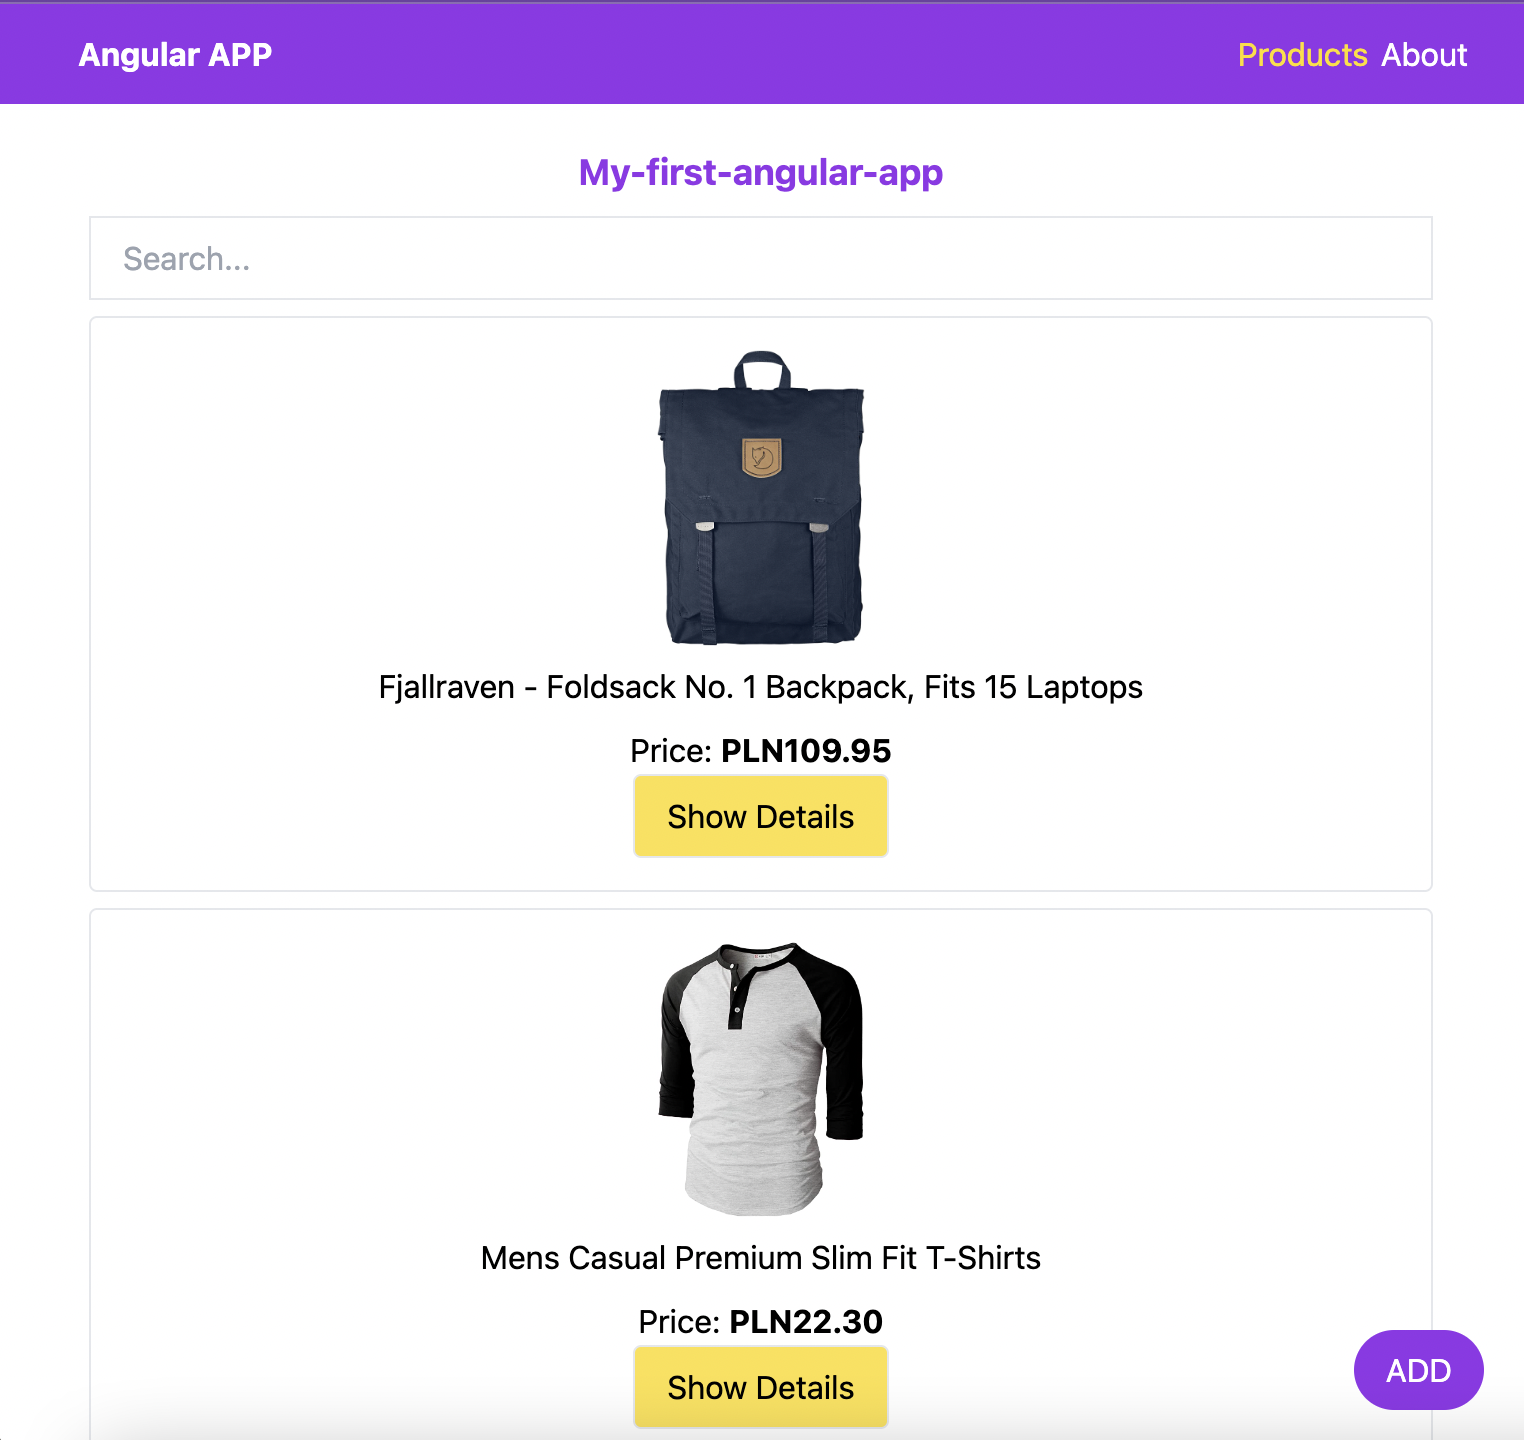 Angular APP
Products About
My-first-angular-app
Search...
Fjallraven - Foldsack No. 1 Backpack, Fits 15 Laptops
Price: PLN109.95
Show Details
Mens Casual Premium Slim Fit T-Shirts
Price: PLN22.30
Show Details
ADD